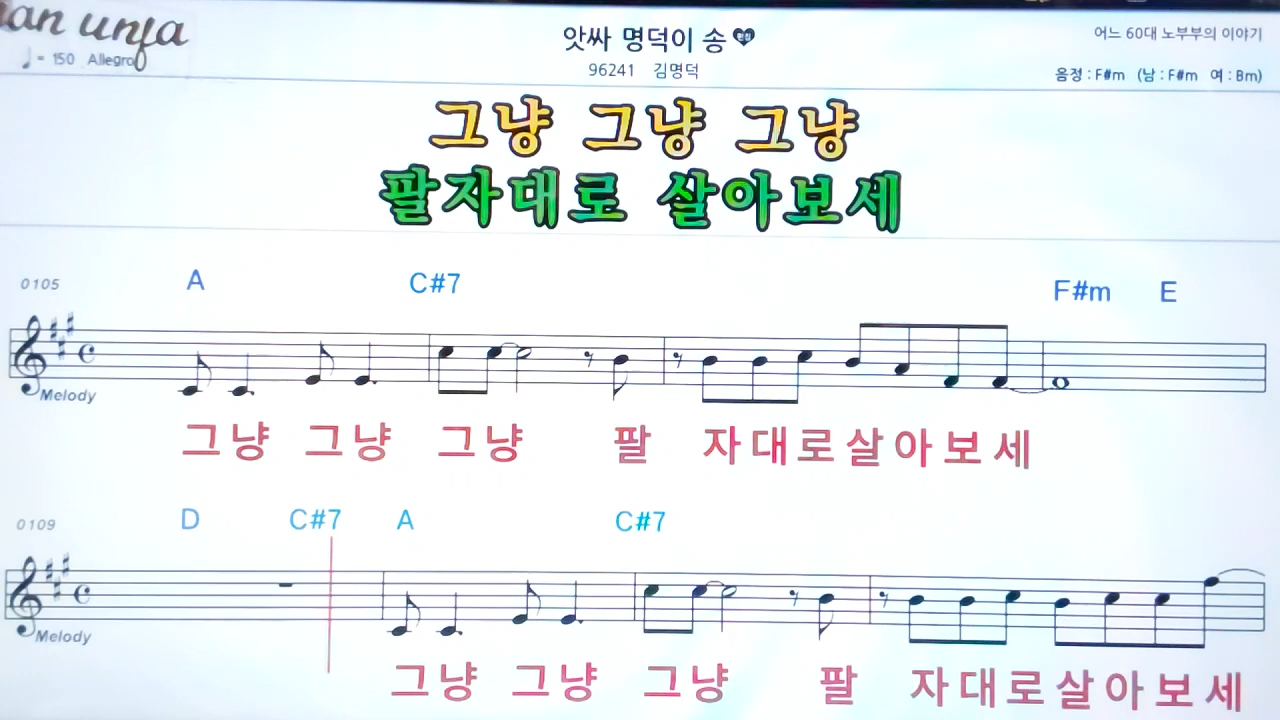 앗싸 명덕이 송
어느 60대 노부부의 이야기
♩= 150 Allegro
96241 김명덕
음정 : F#m (남 : F#m 여 : Bm)
그냥 그냥 그냥
팔자대로 살아보세
0105 A C#7 F#m E
Melody
그냥 그냥 그냥 팔 자대로살아보세
0109 D C#7 A C#7
Melody
그냥 그냥 그냥 팔 자대로살아보세